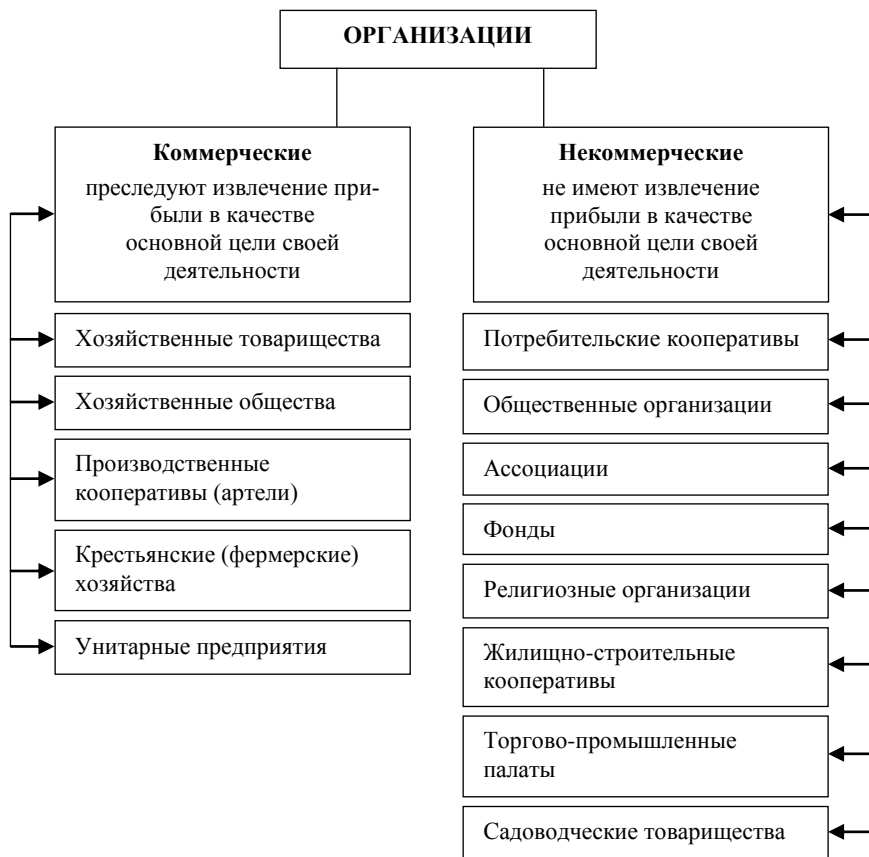 ОРГАНИЗАЦИИ
Коммерческие
преследуют извлечение при-
были в качестве
основной цели своей
деятельности
Хозяйственные товарищества
Хозяйственные общества
Производственные
кооперативы (артели)
Крестьянские (фермерские)
хозяйства
Унитарные предприятия
Некоммерческие
не имеют извлечение
прибыли в качестве
основной цели своей
деятельности
Потребительские кооперативы
Общественные организации
Ассоциации
Фонды
Религиозные организации
Жилищно-строительные
кооперативы
Торгово-промышленные
палаты
Садоводческие товарищества